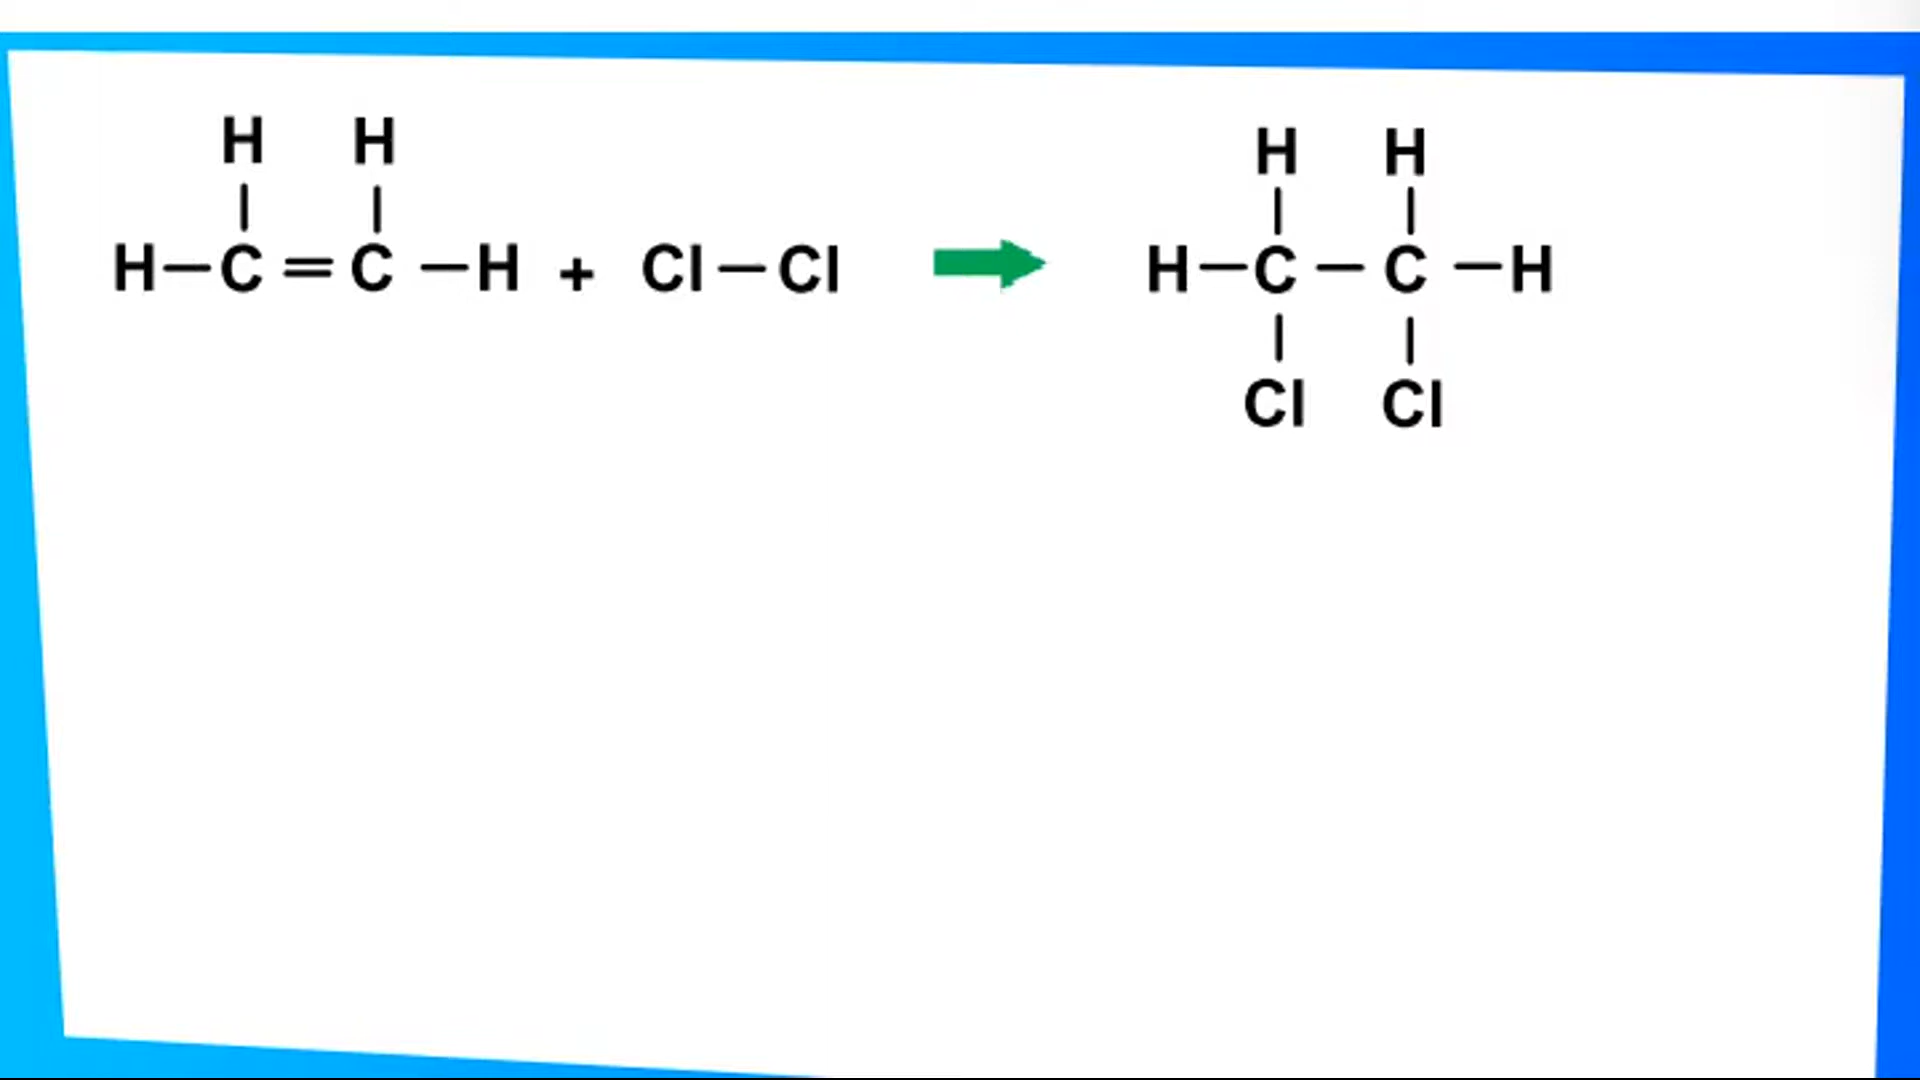 H H H H
H–C=C–H + Cl–Cl → H–C–C–H
Cl Cl